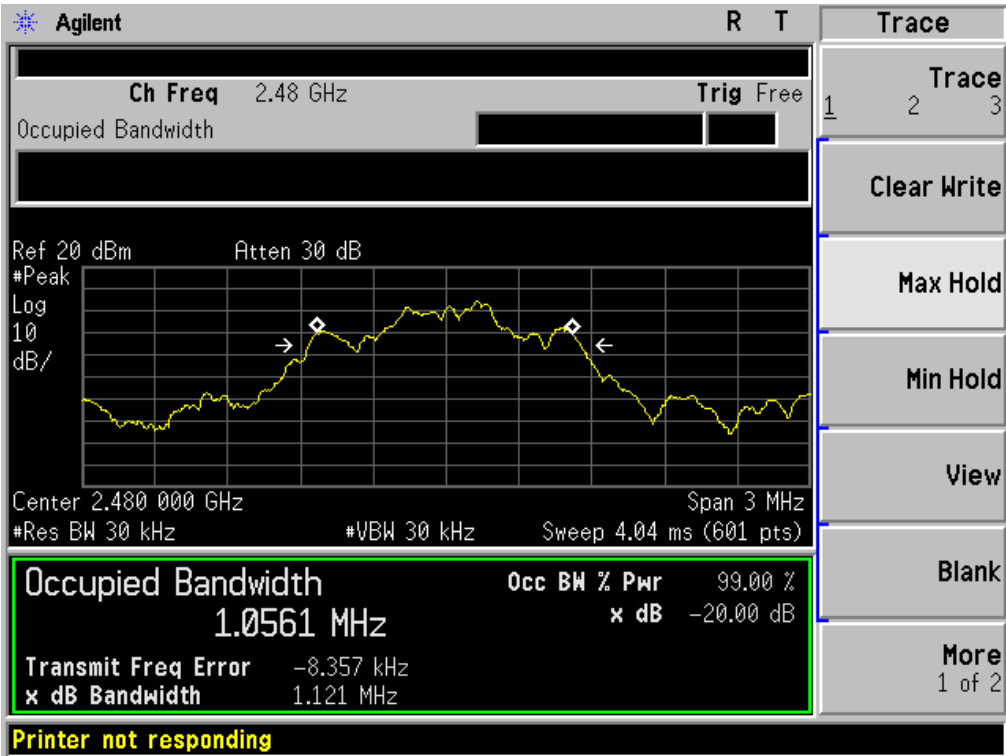 Agilent R T Trace
Ch Freq 2.48 GHz Trig Free
Occupied Bandwidth
Trace
1 2 3
Clear Write
Max Hold
Min Hold
View
Blank
More
1 of 2
Ref 20 dBm Atten 30 dB
#Peak
Log
10
dB/
Center 2.480 000 GHz Span 3 MHz
#Res BW 30 kHz #VBW 30 kHz Sweep 4.04 ms (601 pts)
Occupied Bandwidth Occ BW % Pwr 99.00 %
1.0561 MHz x dB -20.00 dB
Transmit Freq Error -8.357 kHz
x dB Bandwidth 1.121 MHz
Printer not responding